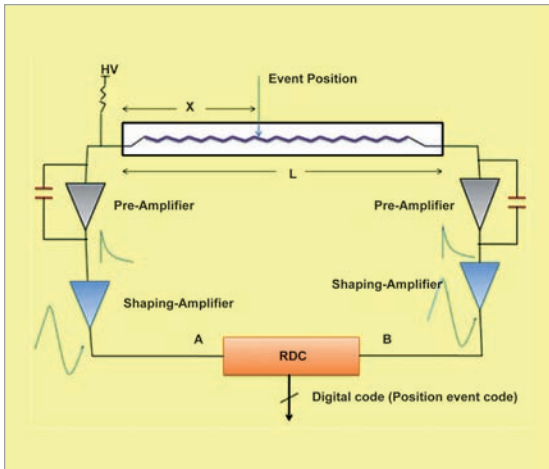 HV
Event Position
X
L
Pre-Amplifier
Pre-Amplifier
Shaping-Amplifier
Shaping-Amplifier
A
B
RDC
Digital code (Position event code)